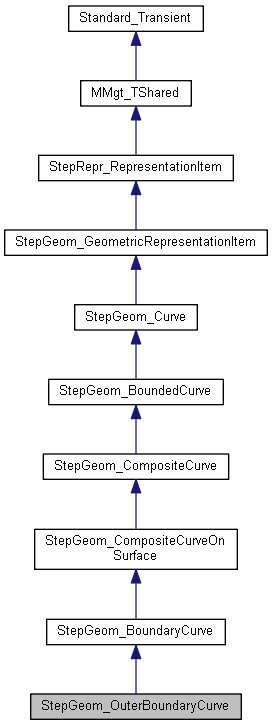 Standard_Transient
MMgt_TShared
StepRepr_RepresentationItem
StepGeom_GeometricRepresentationItem
StepGeom_Curve
StepGeom_BoundedCurve
StepGeom_CompositeCurve
StepGeom_CompositeCurveOn
Surface
StepGeom_BoundaryCurve
StepGeom_OuterBoundaryCurve